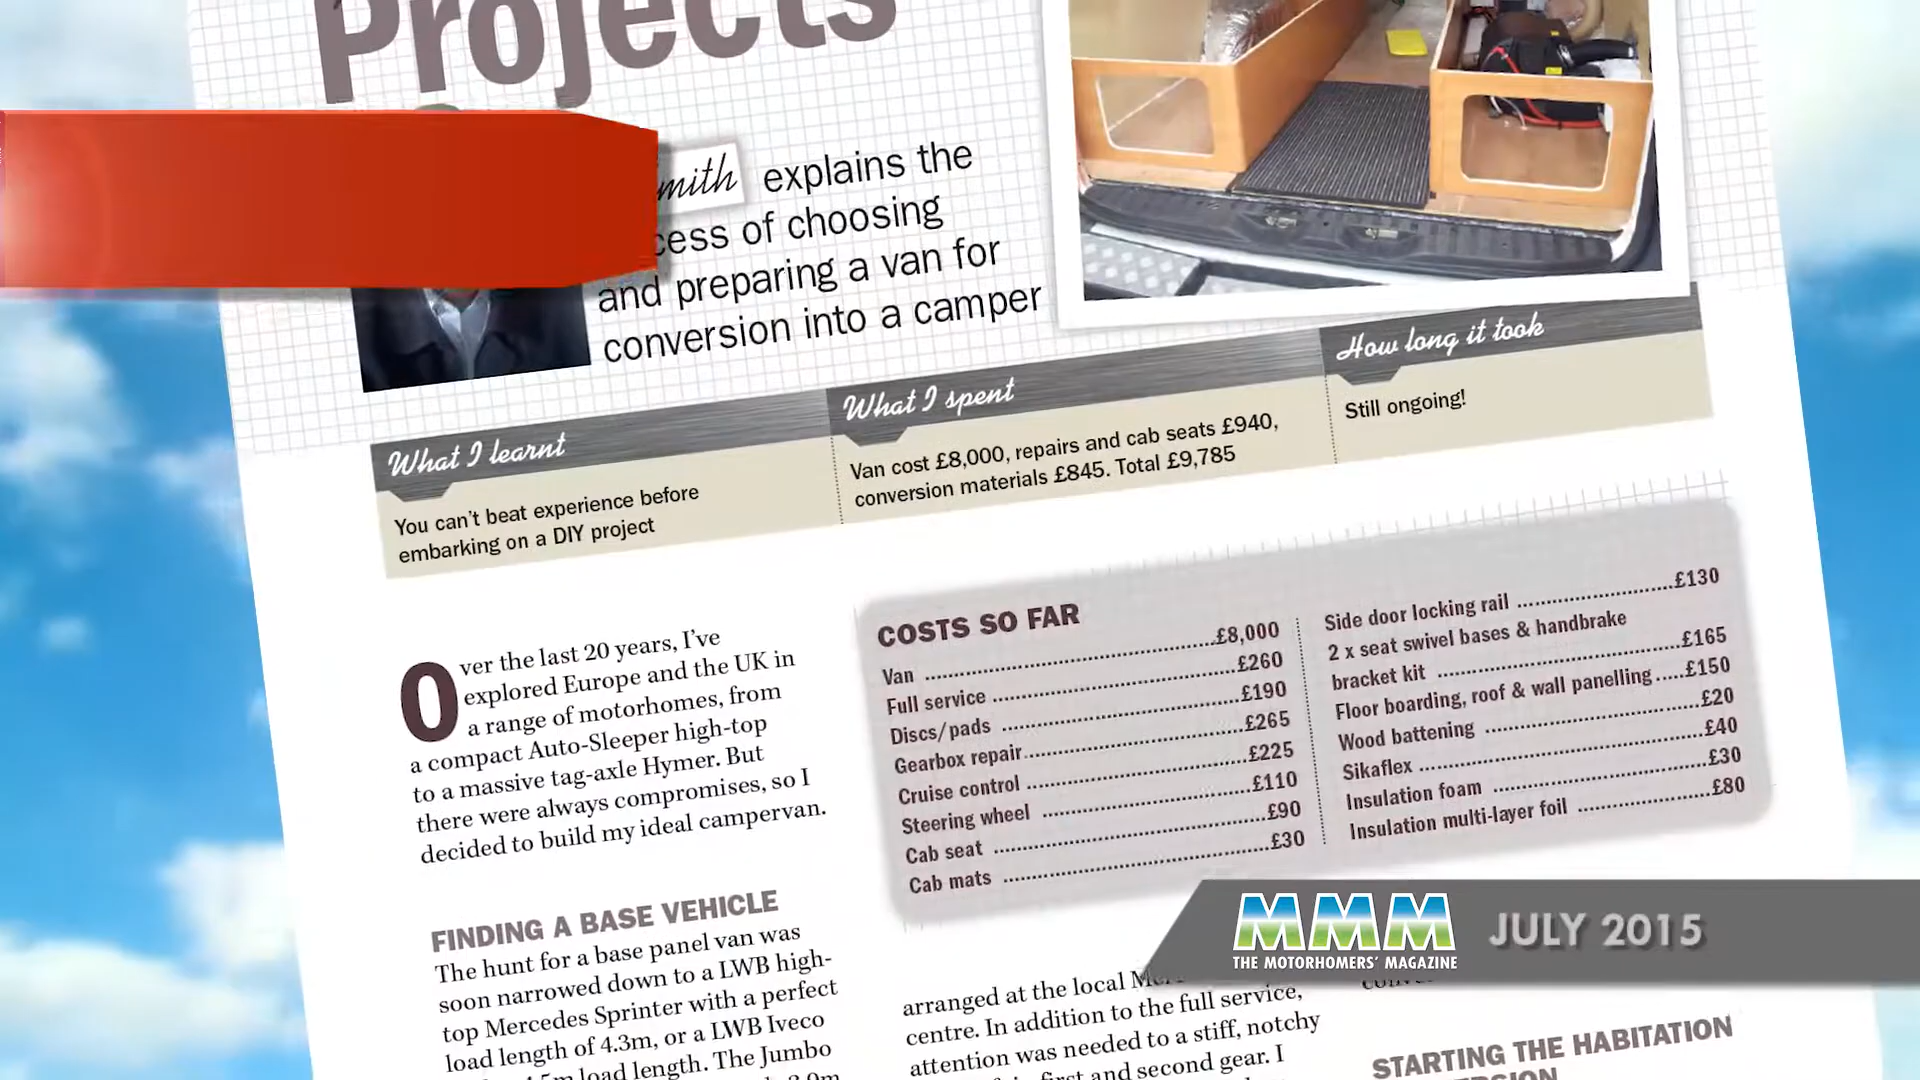 Projects
explains the
of choosing
and preparing a van for
conversion into a camper
What I learnt
You can't beat experience before
embarking on a DIY project
What I spent
Van cost £8,000, repairs and cab seats £940,
conversion materials £845. Total £9,785
How long it took
Still ongoing!
Over the last 20 years, I've
explored Europe and the UK in
a range of motorhomes, from
a compact Auto-Sleeper high-top
to a massive tag-axle Hymer. But
there were always compromises, so I
decided to build my ideal campervan.
FINDING A BASE VEHICLE
The hunt for a base panel van was
soon narrowed down to a LWB high-
top Mercedes Sprinter with a perfect
load length of 4.3m, or a LWB Iveco
load length. The Jumbo
COSTS SO FAR
Van ........ £8,000
Full service ........ £260
Discs/pads ........ £190
Gearbox repair ........ £265
Cruise control ........ £225
Steering wheel ........ £110
Cab seat ........ £90
Cab mats ........ £30
Side door locking rail ........ £130
2 x seat swivel bases & handbrake
bracket kit ........ £165
Floor boarding, roof & wall panelling ..... £150
Wood battening ........ £20
Sikaflex ........ £40
Insulation foam ........ £30
Insulation multi-layer foil ........ £80
arranged at the local
centre. In addition to the full service,
attention was needed to a stiff, notchy
first and second gear. I
STARTING THE HABITATION
MMM
THE MOTORHOMERS' MAGAZINE
JULY 2015